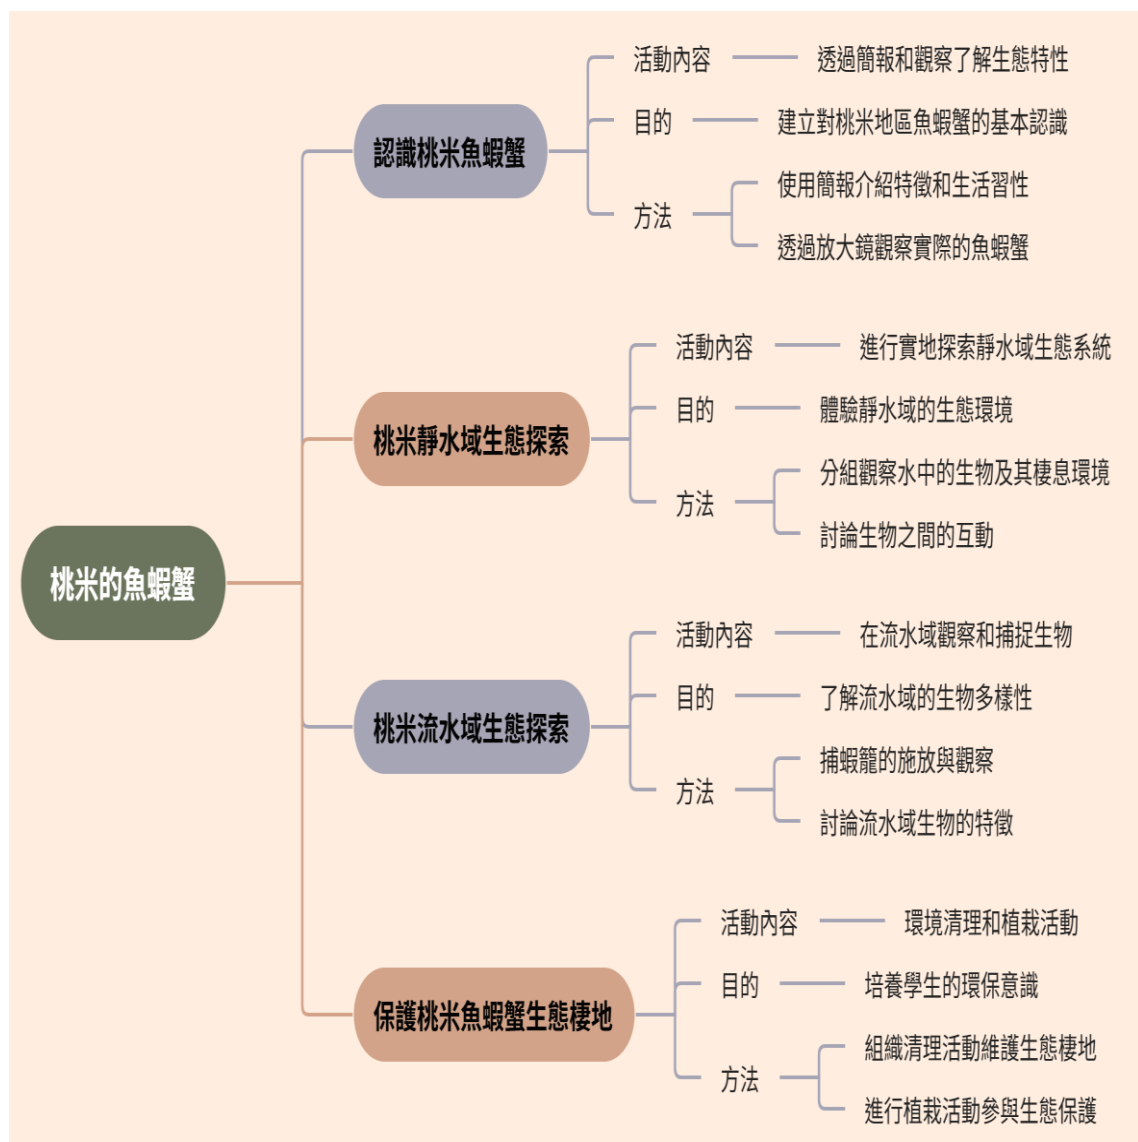 桃米的魚蝦蟹
認識桃米魚蝦蟹
活動內容
透過簡報和觀察了解生態特性
目的
建立對桃米地區魚蝦蟹的基本認識
方法
使用簡報介紹特徵和生活習性
透過放大鏡觀察實際的魚蝦蟹
桃米靜水域生態探索
活動內容
進行實地探索靜水域生態系統
目的
體驗靜水域的生態環境
方法
分組觀察水中的生物及其棲息環境
討論生物之間的互動
桃米流水域生態探索
活動內容
在流水域觀察和捕捉生物
目的
了解流水域的生物多樣性
方法
捕蝦籠的施放與觀察
討論流水域生物的特徵
保護桃米魚蝦蟹生態棲地
活動內容
環境清理和植栽活動
目的
培養學生的環保意識
方法
組織清理活動維護生態棲地
進行植栽活動參與生態保護